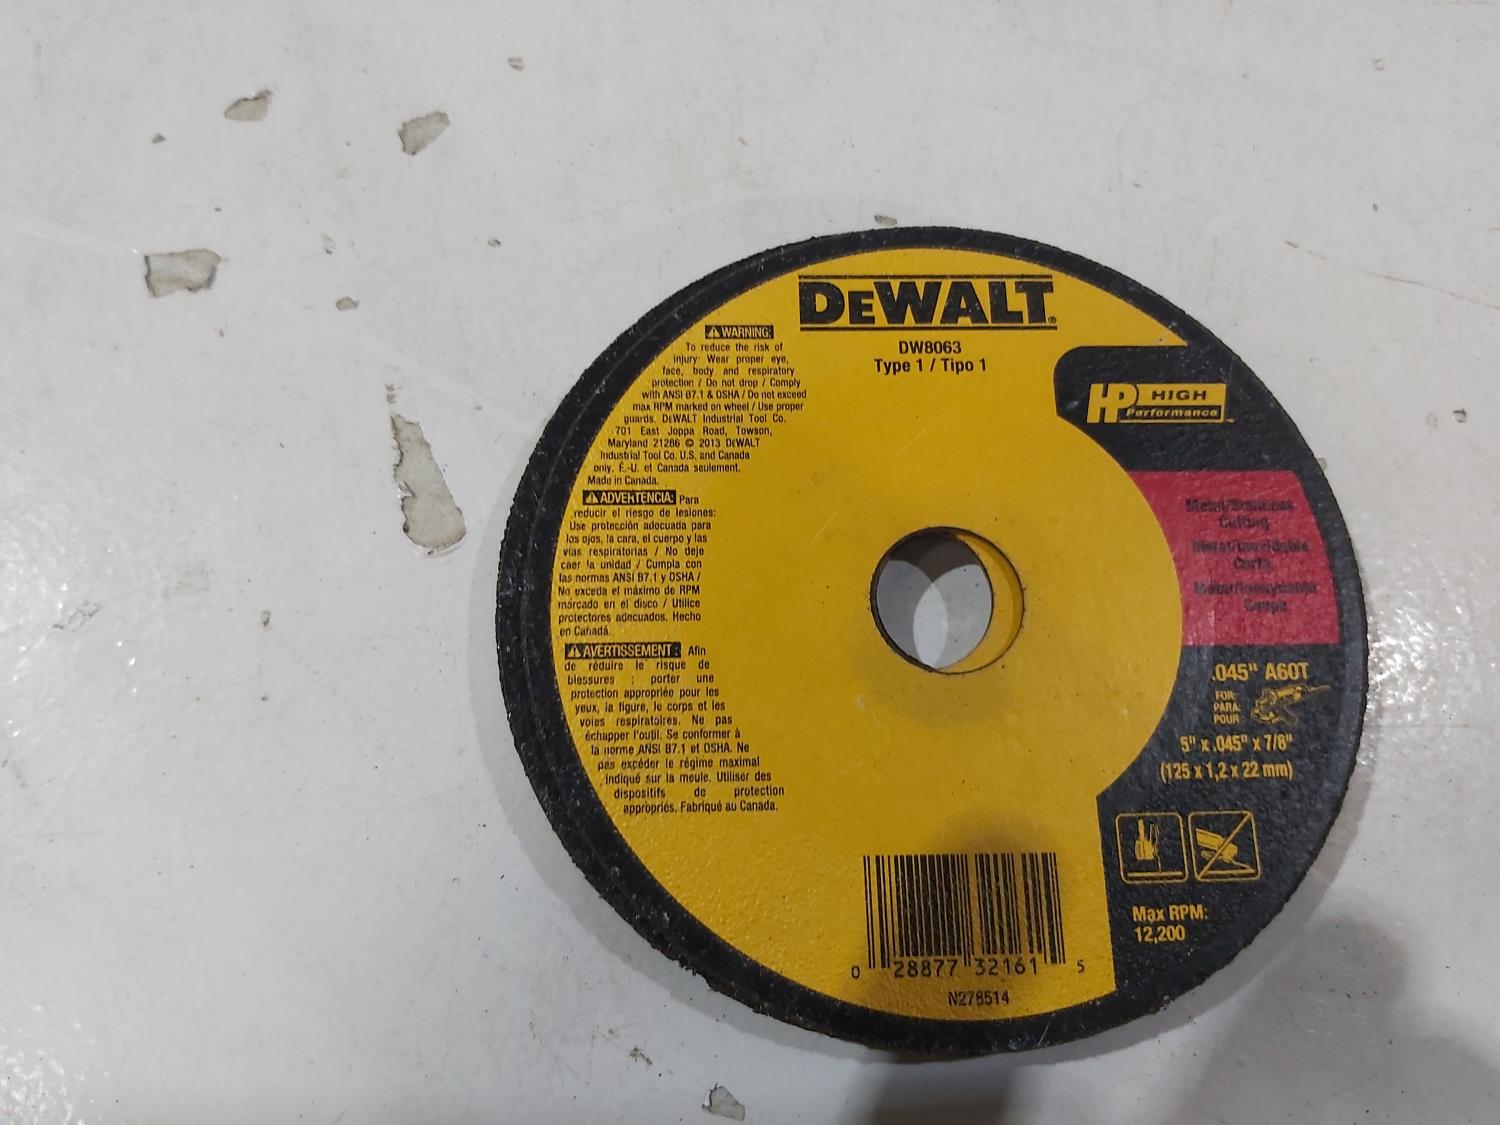 DEWALT®
DW8063
Type 1 / Tipo 1
WARNING:
To reduce the risk of
injury: Wear proper eye,
face, body and respiratory
protection / Do not drop / Comply
with ANSI B7.1 & OSHA / Do not exceed
max RPM marked on wheel / Use proper
guards. DEWALT Industrial Tool Co.
701 East Joppa Road, Towson,
Maryland 21286 © 2013 DEWALT
Industrial Tool Co. U.S. and Canada
only. É.-U. et Canada seulement.
Made in Canada.
ADVERTENCIA: Para
reducir el riesgo de lesiones:
Use protección adecuada para
los ojos, la cara, el cuerpo y las
vías respiratorias / No deje
caer la unidad / Cumpla con
las normas ANSI B7.1 y OSHA /
No exceda el máximo de RPM
marcado en el disco / Utilice
protectores adecuados. Hecho
en Canadá.
AVERTISSEMENT : Afin
de réduire le risque de
blessures : porter une
protection appropriée pour les
yeux, la figure, le corps et les
voies respiratoires. Ne pas
échapper l'outil. Se conformer à
la norme ANSI B7.1 et OSHA. Ne
pas excéder le régime maximal
indiqué sur la meule. Utiliser des
dispositifs de protection
appropriés. Fabriqué au Canada.
HP HIGH
Performance™
Metal/Stainless
Cutting
Metal/Inoxidable
Corte
Métal/Inoxydable
Coupe
.045" A60T
FOR:
PARA:
POUR:
5" x .045" x 7/8"
(125 x 1,2 x 22 mm)
Max RPM:
12,200
0 28877 32161 5
N278514